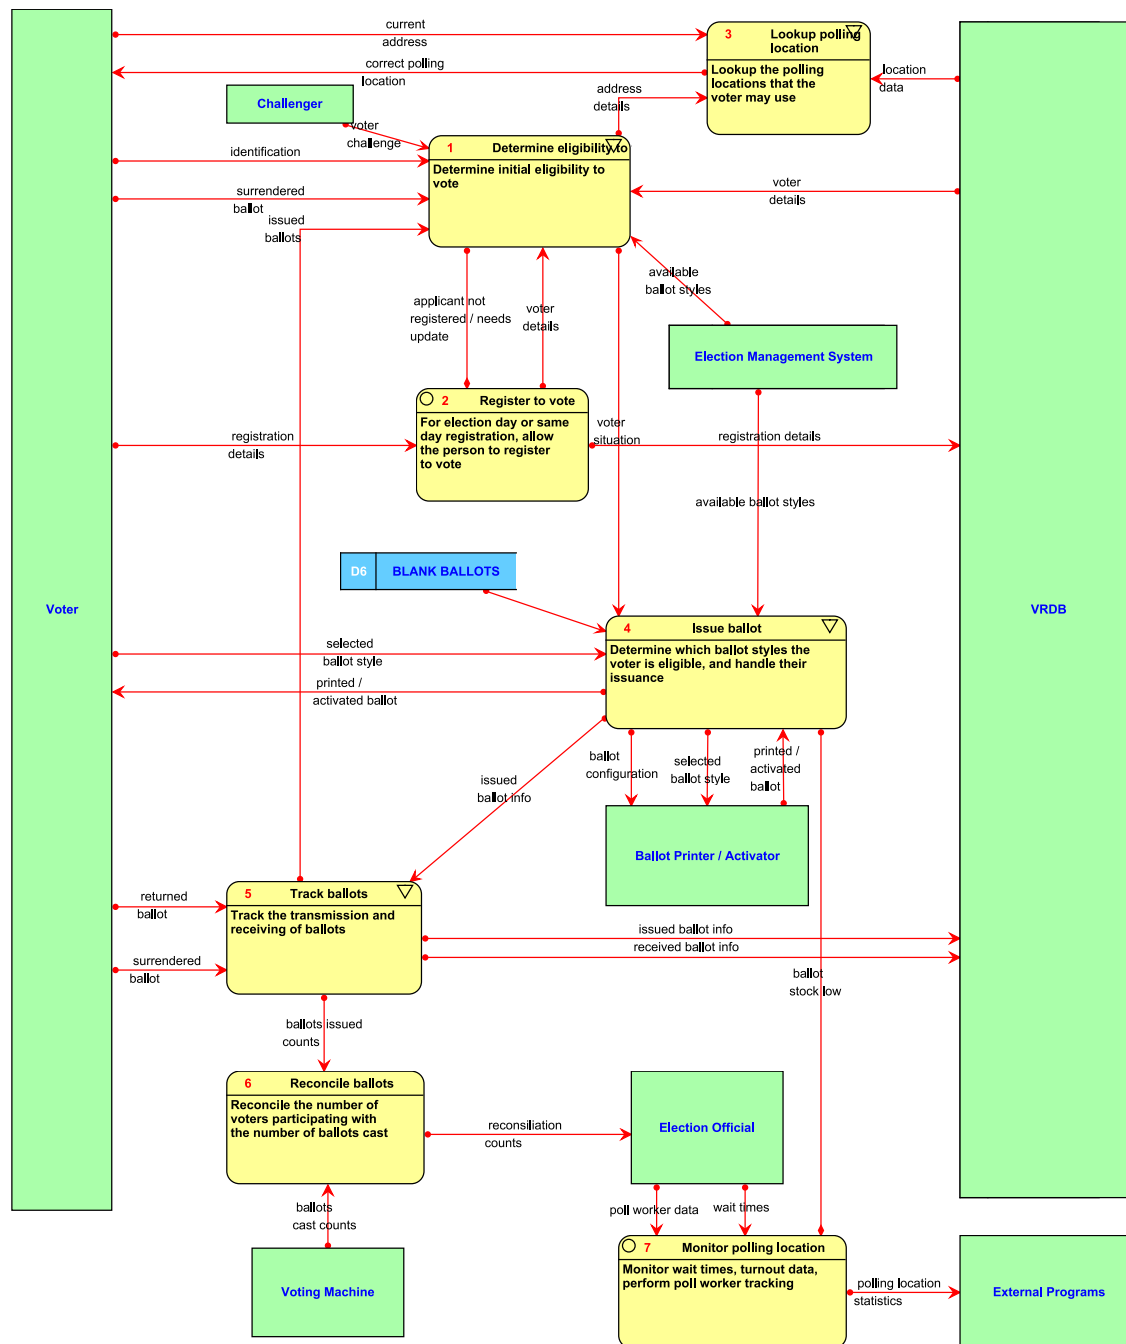 current
address
3
Lookup polling
location
correct polling
location
Lookup the polling
locations that the
voter may use
location
data
address
details
Challenger
voter
challenge
1
Determine eligibility to
Determine initial eligibility to
vote
identification
surrendered
ballot
issued
ballots
voter
details
available
ballot styles
applicant not
registered / needs
update
voter
details
Election Management System
2
Register to vote
For election day or same
day registration, allow
the person to register
to vote
registration
details
voter
situation
registration details
available ballot styles
D6
BLANK BALLOTS
Voter
VRDB
4
Issue ballot
Determine which ballot styles the
voter is eligible, and handle their
issuance
selected
ballot style
printed /
activated ballot
ballot
configuration
selected
ballot style
printed /
activated
ballot
issued
ballot info
Ballot Printer / Activator
5
Track ballots
Track the transmission and
receiving of ballots
returned
ballot
surrendered
ballot
issued ballot info
received ballot info
ballot
stock low
ballots issued
counts
6
Reconcile ballots
Reconcile the number of
voters participating with
the number of ballots cast
reconsiliation
counts
Election Official
ballots
cast counts
poll worker data
wait times
7
Monitor polling location
Monitor wait times, turnout data,
perform poll worker tracking
Voting Machine
polling location
statistics
External Programs